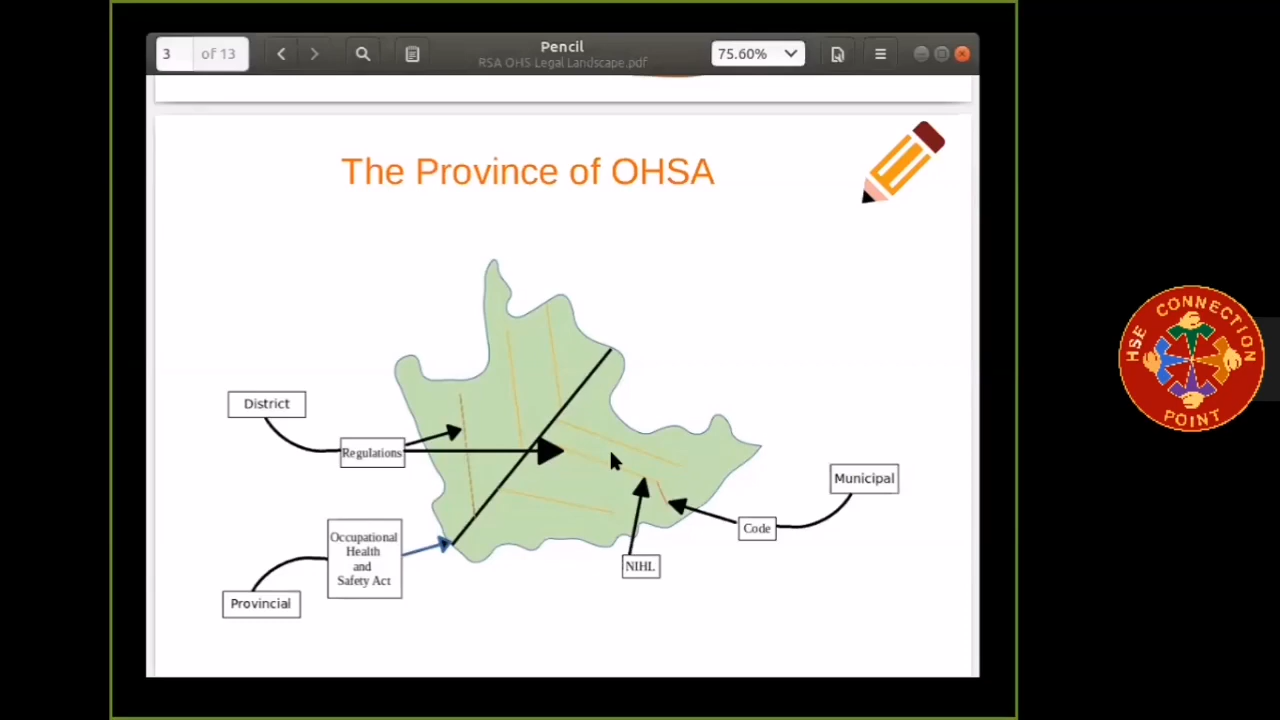 3 of 13
Pencil
RSA OHS Legal Landscape.pdf
75.60%
The Province of OHSA
District
Regulations
Occupational
Health
and
Safety Act
Provincial
NIHL
Code
Municipal
HSE CONNECTION
POINT